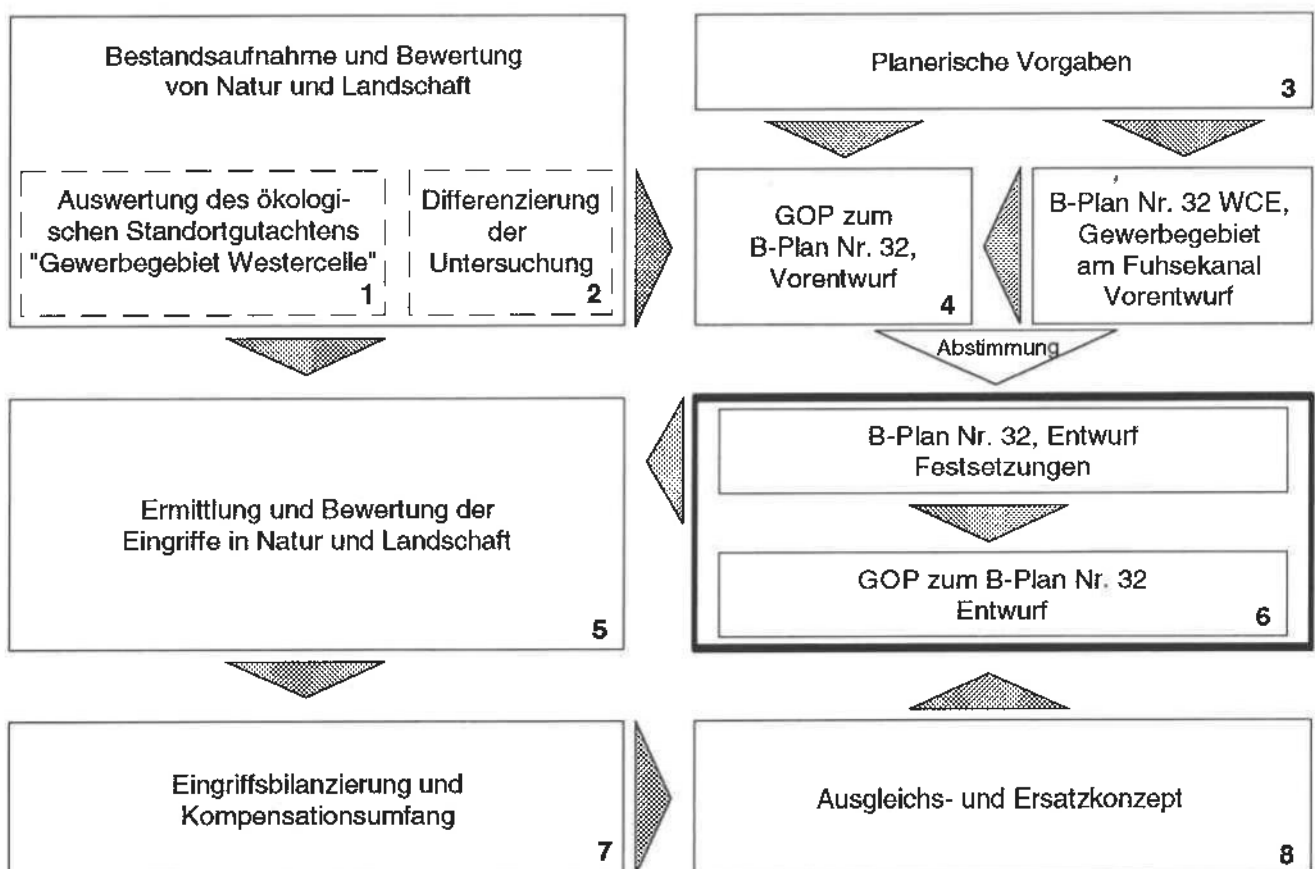 Bestandsaufnahme und Bewertung
von Natur und Landschaft
Auswertung des ökologi-
schen Standortgutachtens
"Gewerbegebiet Westercelle"
1
Differenzierung
der
Untersuchung
2
Planerische Vorgaben
3
GOP zum
B-Plan Nr. 32,
Vorentwurf
4
B-Plan Nr. 32 WCE,
Gewerbegebiet
am Fuhsekanal
Vorentwurf
Abstimmung
B-Plan Nr. 32, Entwurf
Festsetzungen
GOP zum B-Plan Nr. 32
Entwurf
6
Ermittlung und Bewertung der
Eingriffe in Natur und Landschaft
5
Eingriffsbilanzierung und
Kompensationsumfang
7
Ausgleichs- und Ersatzkonzept
8